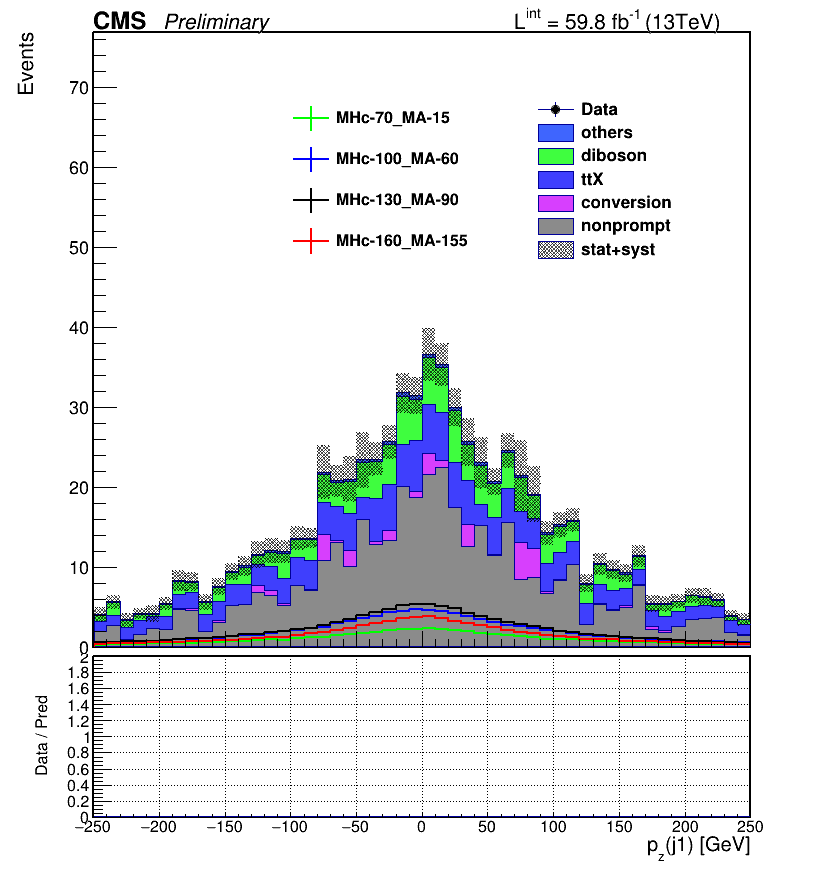 CMS Preliminary L^int = 59.8 fb^-1 (13TeV)
Events
70
60
50
40
30
20
10
0
MHc-70_MA-15
MHc-100_MA-60
MHc-130_MA-90
MHc-160_MA-155
Data
others
diboson
ttX
conversion
nonprompt
stat+syst
Data / Pred
2
1.8
1.6
1.4
1.2
1
0.8
0.6
0.4
0.2
0
−250 −200 −150 −100 −50 0 50 100 150 200 250
p_z(j1) [GeV]